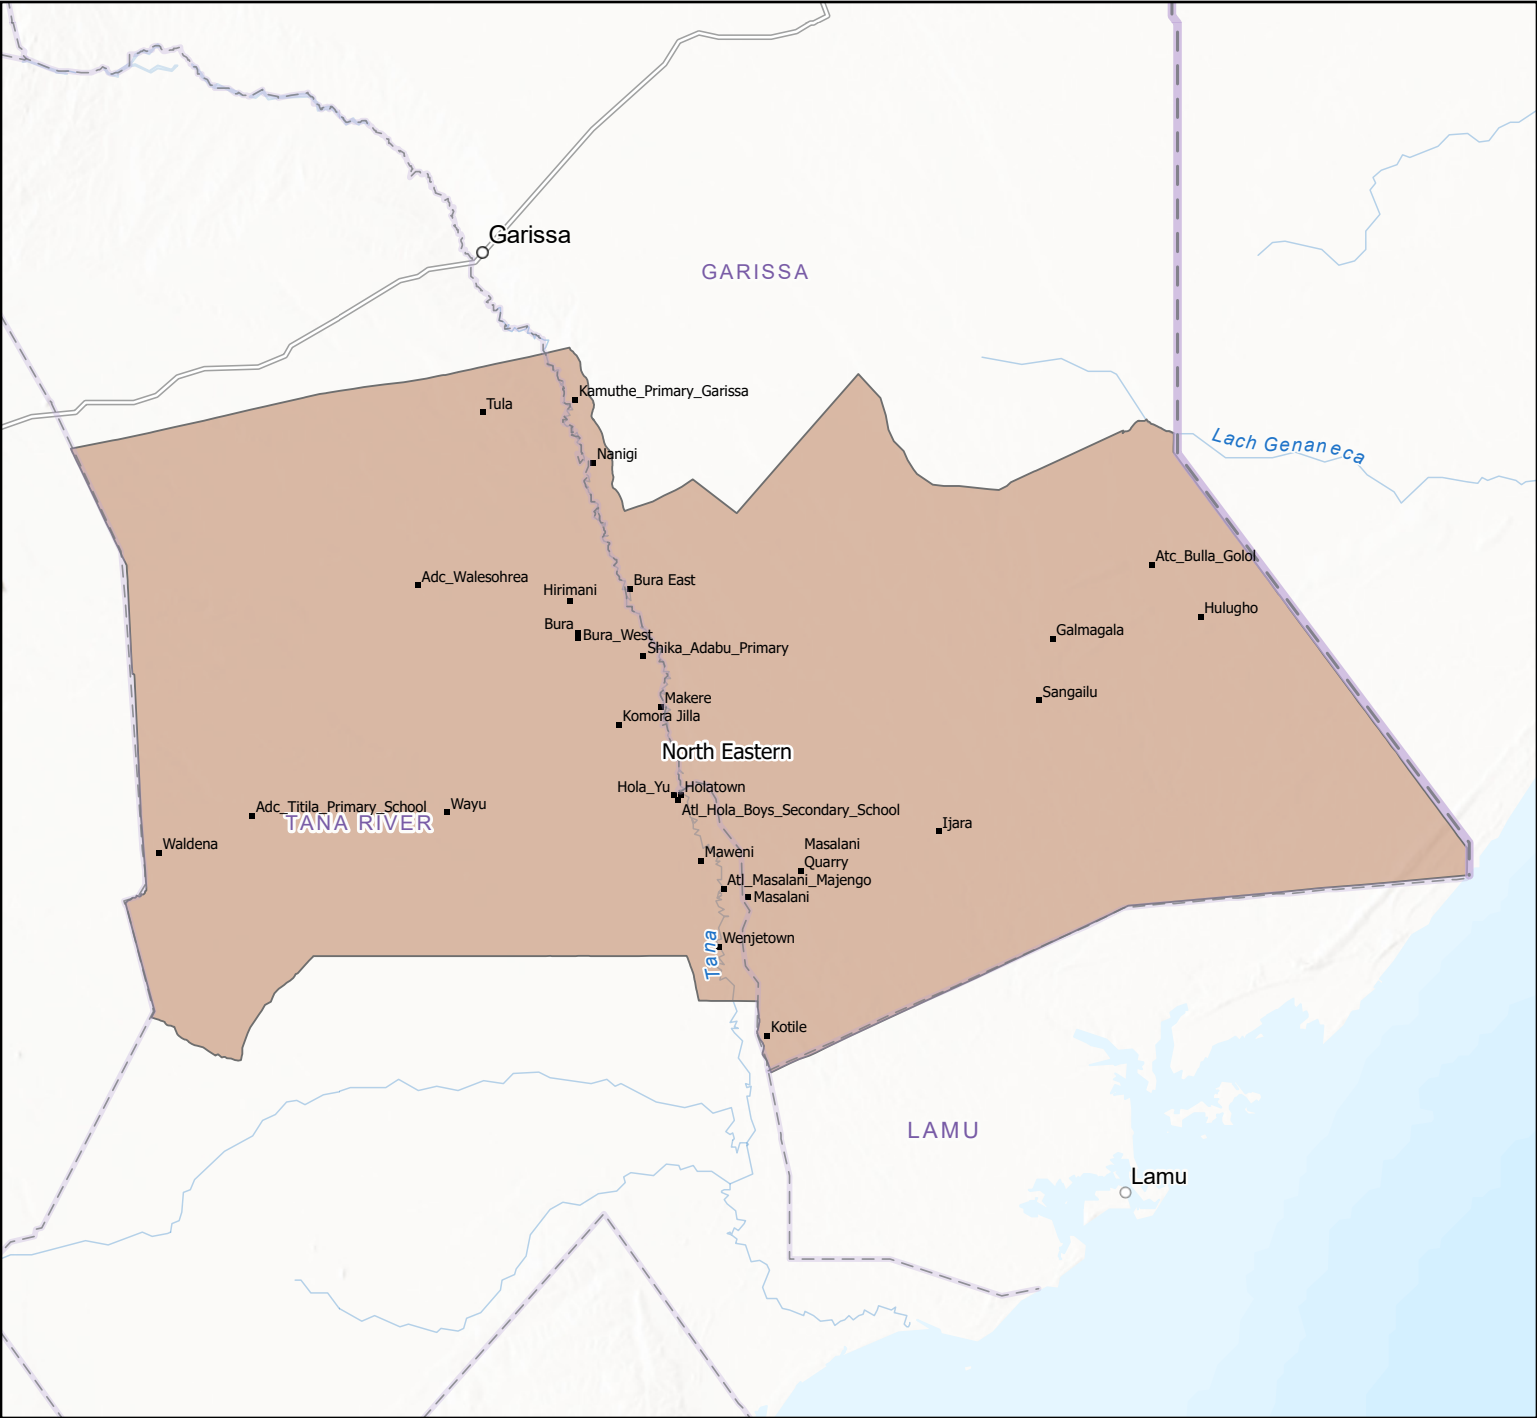 Garissa
GARISSA
Kamuthe_Primary_Garissa
Tula
Lach Genaneca
Nanigi
Atc_Bulla_Golol
Adc_Walesohrea
Bura East
Hirimani
Hulugho
Bura
Bura_West
Galmagala
Shika_Adabu_Primary
Sangailu
Makere
Komora Jilla
North Eastern
Hola_Yu
Holatown
Adc_Titila_Primary_School
Wayu
Atl_Hola_Boys_Secondary_School
TANA RIVER
Ijara
Waldena
Masalani
Quarry
Maweni
Atl_Masalani_Majengo
Masalani
Wenjetown
Tana
Kotile
LAMU
Lamu